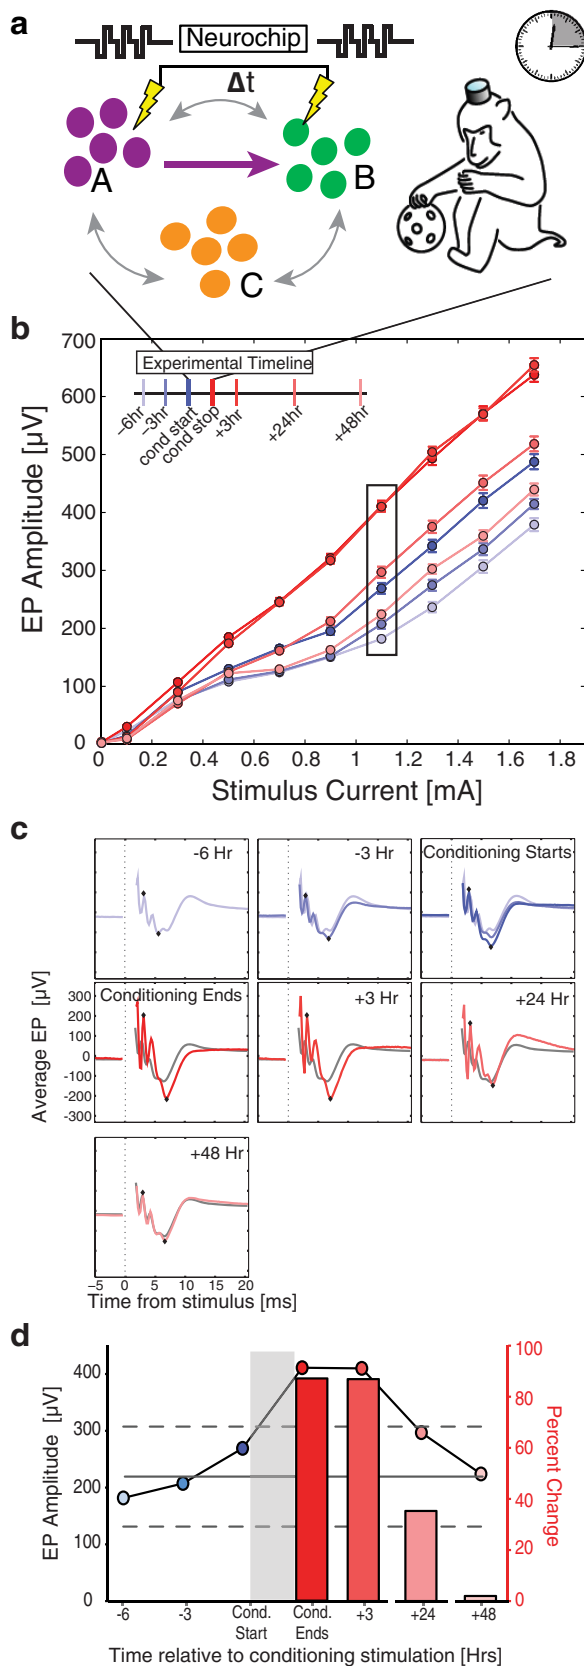 a
Neurochip
Δt
A
B
C
b
700
600
500
400
300
200
100
0
EP Amplitude [µV]
Experimental Timeline
–6hr
–3hr
cond start
cond stop
+3hr
+24hr
+48hr
0
0.2
0.4
0.6
0.8
1
1.2
1.4
1.6
1.8
Stimulus Current [mA]
c
-6 Hr
-3 Hr
Conditioning Starts
Conditioning Ends
+3 Hr
+24 Hr
300
200
100
0
-100
-200
-300
Average EP [µV]
+48 Hr
-5
0
5
10
15
20
Time from stimulus [ms]
d
400
300
200
100
0
EP Amplitude [µV]
100
80
60
40
20
0
Percent Change
-6
-3
Cond. Start
Cond. Ends
+3
+24
+48
Time relative to conditioning stimulation [Hrs]